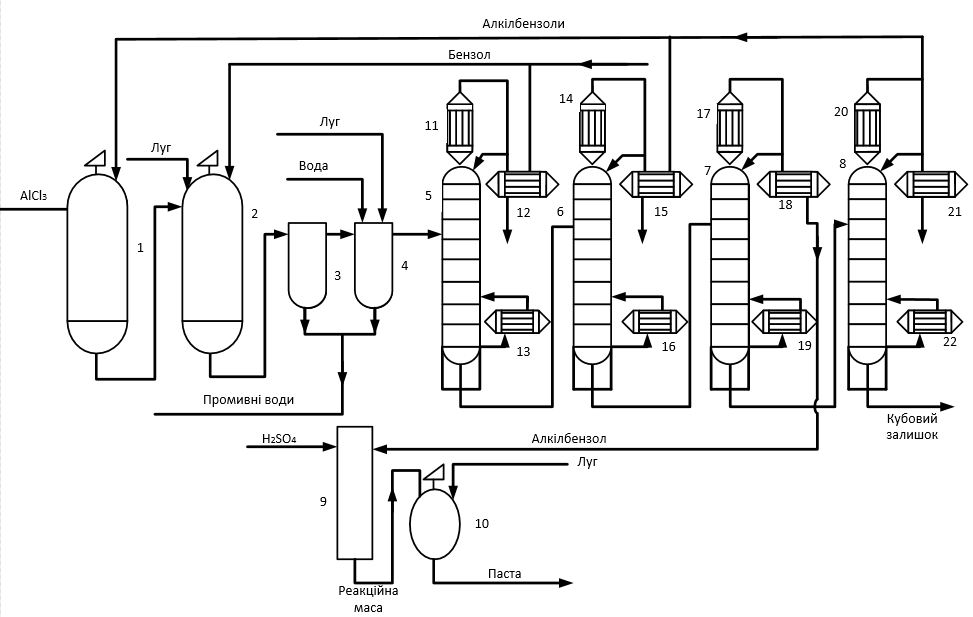 Алкілбензоли
Бензол
14
17
20
11
Луг
Луг
Вода
AlCl₃
1
2
3
4
5
12
6
15
7
18
8
21
13
16
19
22
Промивні води
Кубовий
залишок
H₂SO₄
Алкілбензол
Луг
9
10
Паста
Реакційна
маса